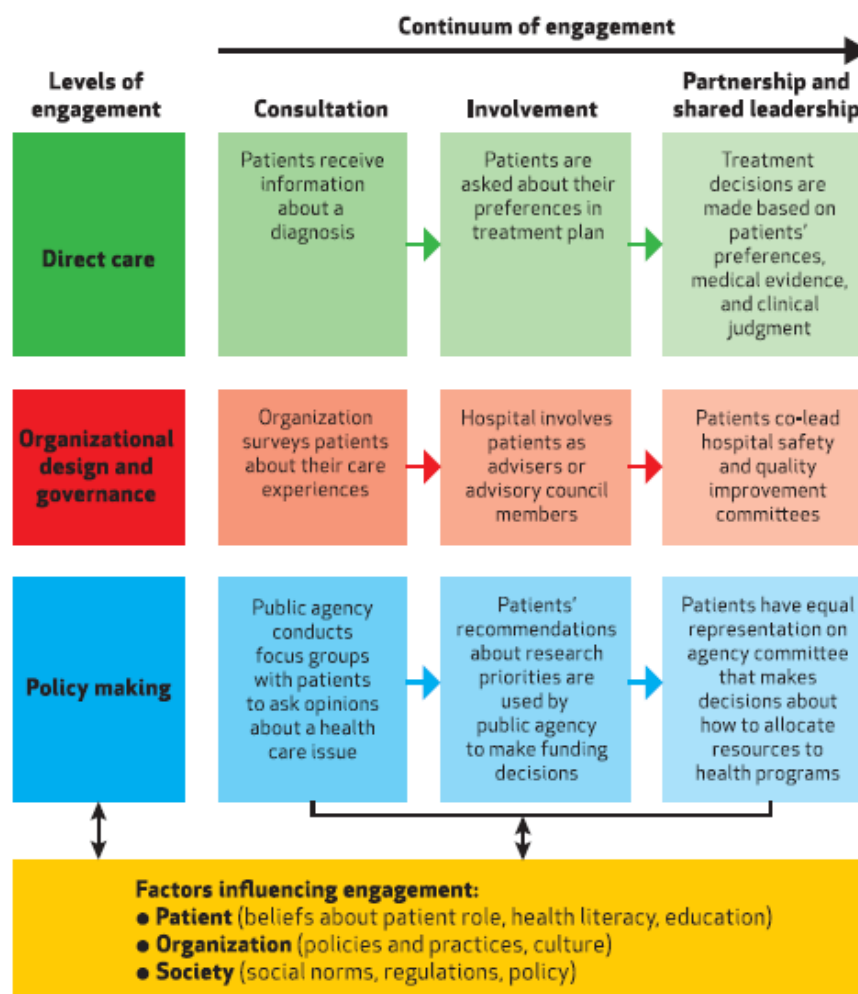 Continuum of engagement
Levels of
engagement
Consultation
Involvement
Partnership and
shared leadership
Direct care
Patients receive
information
about a
diagnosis
Patients are
asked about their
preferences in
treatment plan
Treatment
decisions are
made based on
patients'
preferences,
medical evidence,
and clinical
judgment
Organizational
design and
governance
Organization
surveys patients
about their care
experiences
Hospital involves
patients as
advisers or
advisory council
members
Patients co-lead
hospital safety
and quality
improvement
committees
Policy making
Public agency
conducts
focus groups
with patients
to ask opinions
about a health
care issue
Patients'
recommendations
about research
priorities are
used by
public agency
to make funding
decisions
Patients have equal
representation on
agency committee
that makes
decisions about
how to allocate
resources to
health programs
Factors influencing engagement:
● Patient (beliefs about patient role, health literacy, education)
● Organization (policies and practices, culture)
● Society (social norms, regulations, policy)